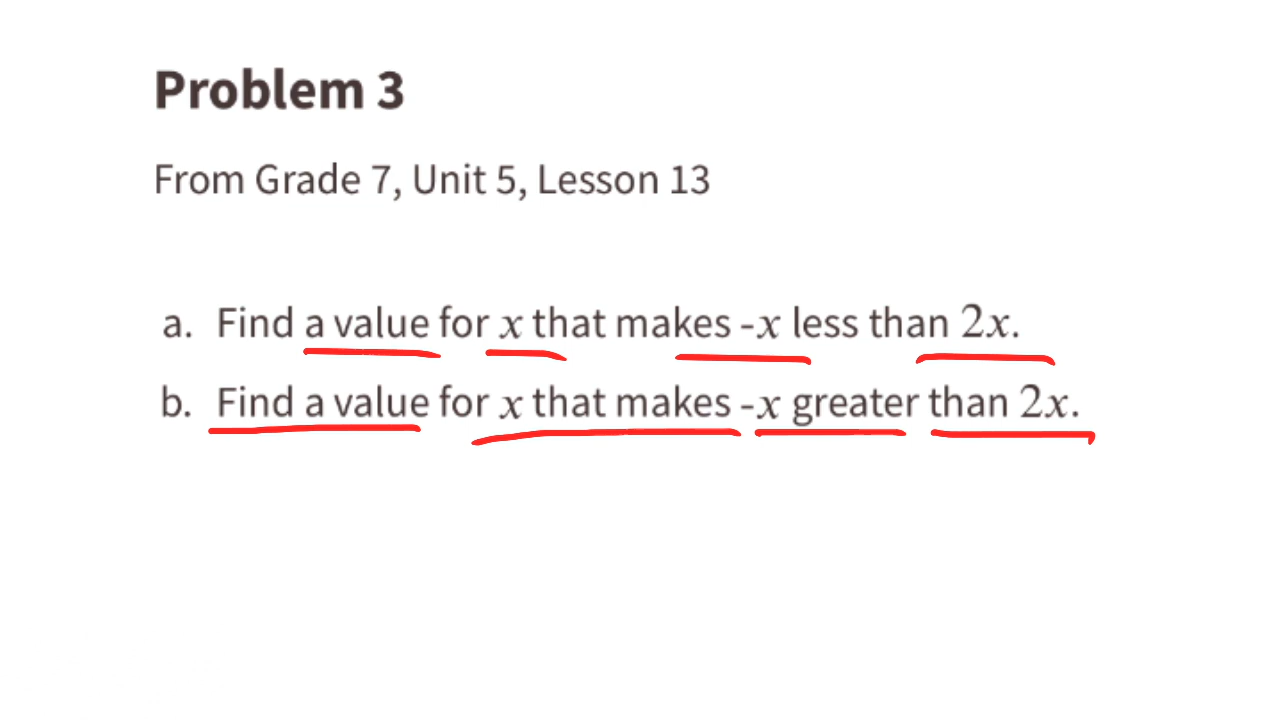 Problem 3
From Grade 7, Unit 5, Lesson 13
a. Find a value for x that makes -x less than 2x.
b. Find a value for x that makes -x greater than 2x.